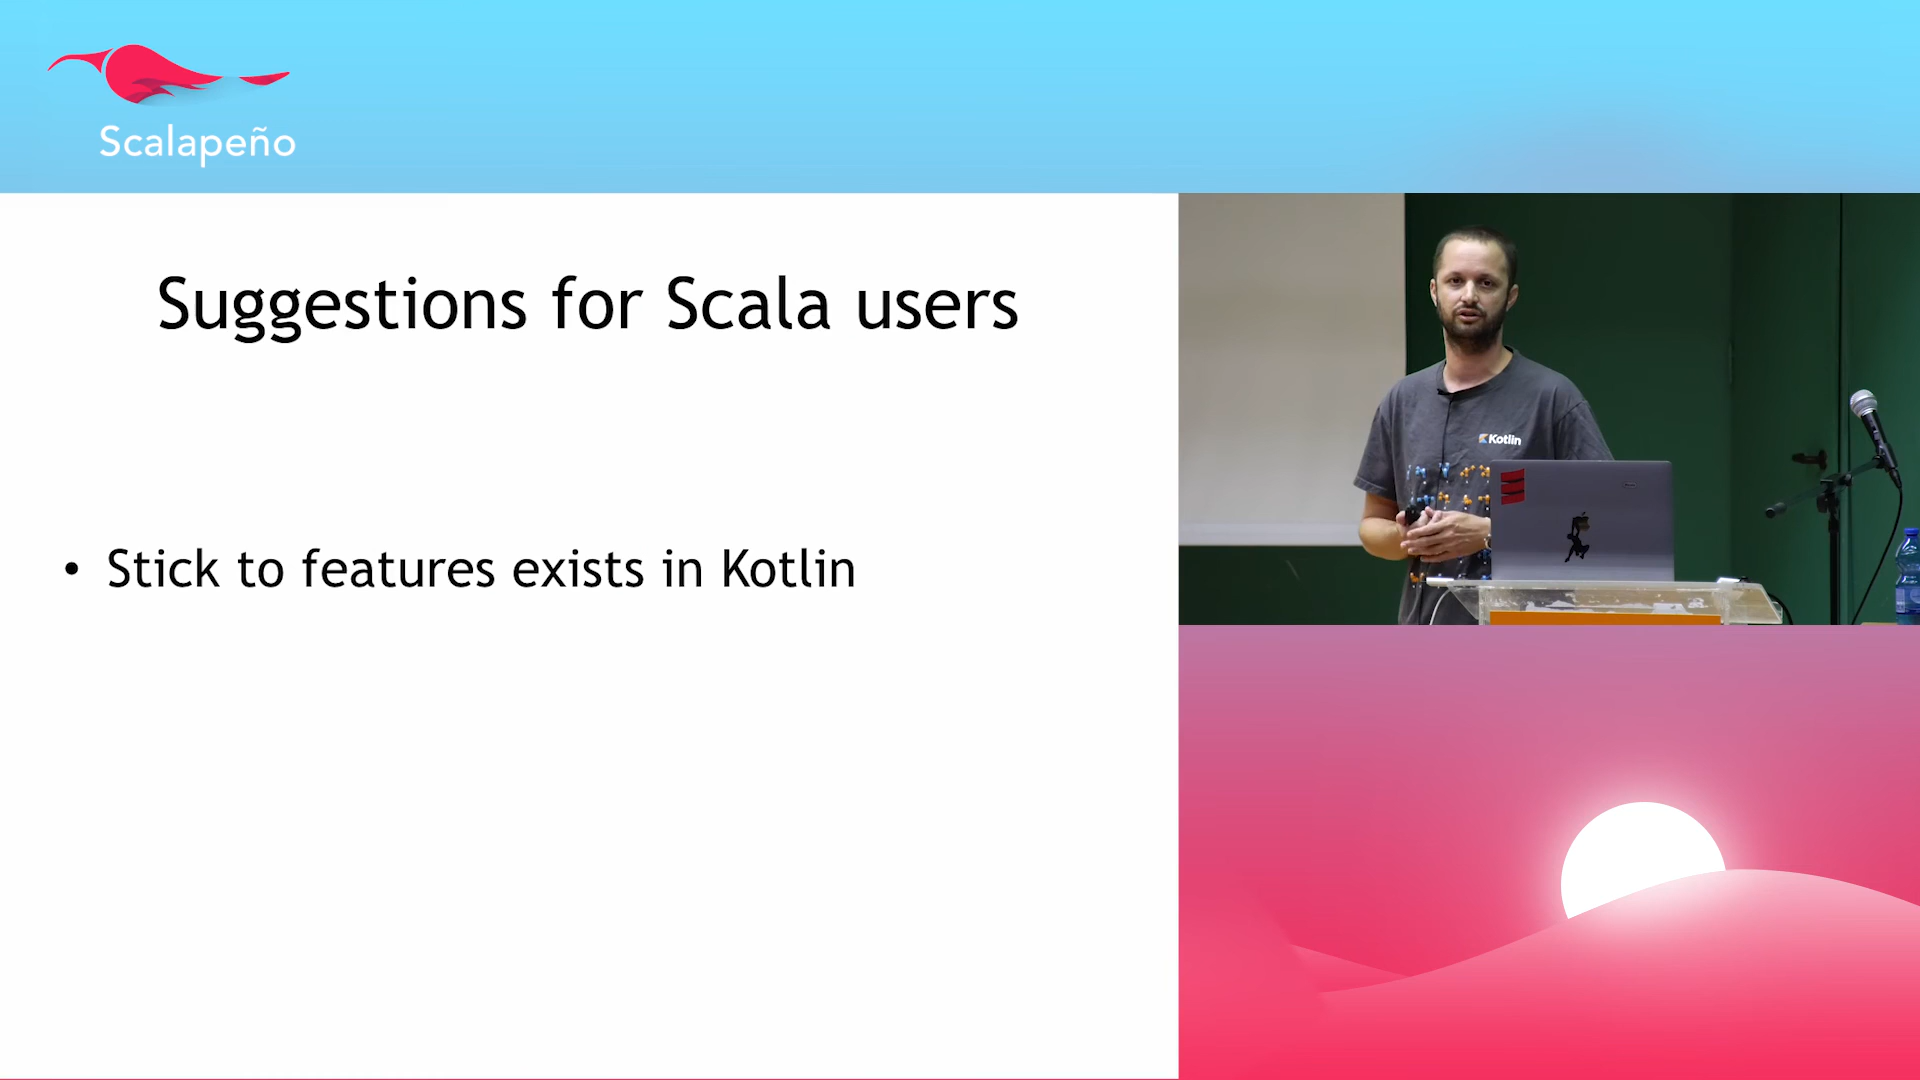 Scalapeño
Suggestions for Scala users
• Stick to features exists in Kotlin
Kotlin